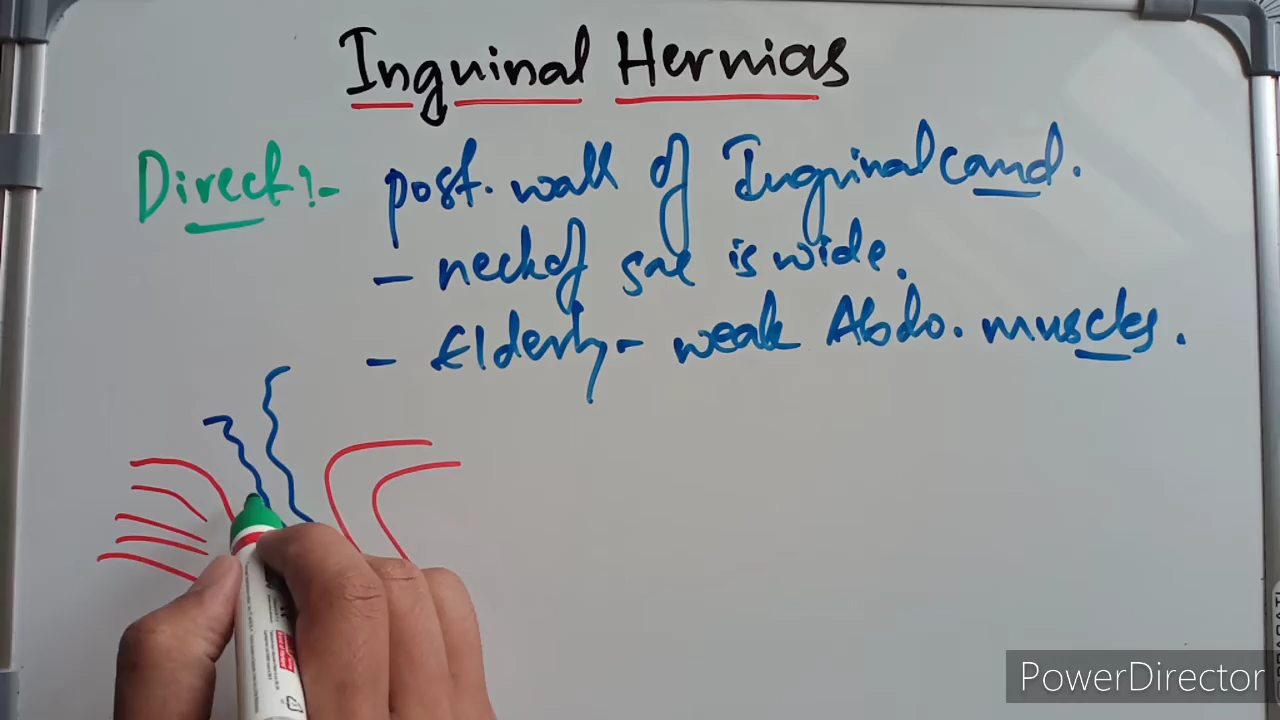 Inguinal Hernias
Direct:- post. wall of Inguinal canal.
- neck of sac is wide.
- Elderly - weak Abdo. muscles.
PowerDirector